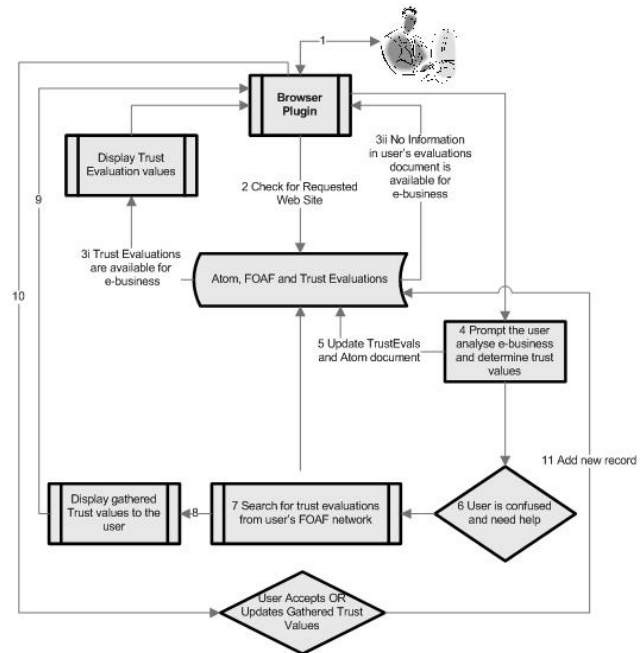 1
Browser
Plugin
3ii No Information
in user's evaluations
document is
available for
e-business
Display Trust
Evaluation values
2 Check for Requested
Web Site
9
3i Trust Evaluations
are available for
e-business
10
Atom, FOAF and Trust Evaluations
4 Prompt the user
analyse e-business
and determine trust
values
5 Update TrustEvals
and Atom document
11 Add new record
Display gathered
Trust values to the
user
8
7 Search for trust evaluations
from user's FOAF network
6 User is confused
and need help
User Accepts OR
Updates Gathered Trust
Values